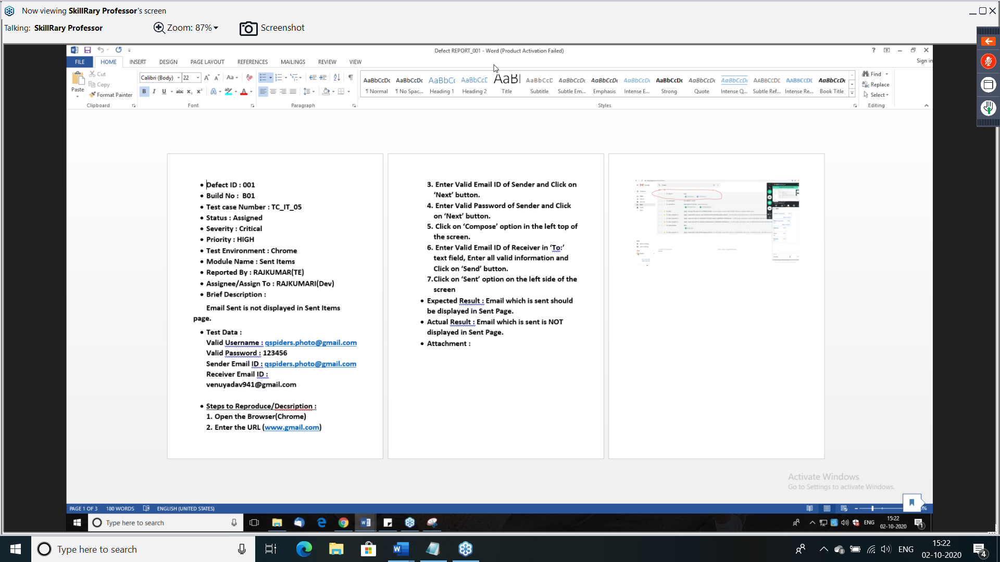 Now viewing SkillRary Professor's screen
Talking: SkillRary Professor
Zoom: 87%
Screenshot
Defect REPORT_001 - Word (Product Activation Failed)
Sign in
FILE HOME INSERT DESIGN PAGE LAYOUT REFERENCES MAILINGS REVIEW VIEW
Paste
Cut
Copy
Format Painter
Clipboard
Calibri (Body) 22
Font
Paragraph
AaBbCcDc AaBbCcDc AaBbC AaBbCcD AaB AaBbCcD AaBbCcDt AaBbCcDt AaBbCcDt AaBbCcDc AaBbCcDt AaBbCcDt AABBCCDD AABBCCDD AaBbCcDt
¶ Normal ¶ No Spac... Heading 1 Heading 2 Title Subtitle Subtle Em... Emphasis Intense E... Strong Quote Intense Q... Subtle Ref... Intense Re... Book Title
Styles
Find
Replace
Select
Editing
• Defect ID : 001
• Build No : B01
• Test case Number : TC_IT_05
• Status : Assigned
• Severity : Critical
• Priority : HIGH
• Test Environment : Chrome
• Module Name : Sent Items
• Reported By : RAJKUMAR(TE)
• Assignee/Assign To : RAJKUMARI(Dev)
• Brief Description :
Email Sent is not displayed in Sent Items
page.
• Test Data :
Valid Username : qspiders.photo@gmail.com
Valid Password : 123456
Sender Email ID : qspiders.photo@gmail.com
Receiver Email ID :
venuyadav941@gmail.com
• Steps to Reproduce/Decsription :
1. Open the Browser(Chrome)
2. Enter the URL (www.gmail.com)
3. Enter Valid Email ID of Sender and Click on
‘Next’ button.
4. Enter Valid Password of Sender and Click
on ‘Next’ button.
5. Click on ‘Compose’ option in the left top of
the screen.
6. Enter Valid Email ID of Receiver in ‘To:’
text field, Enter all valid information and
Click on ‘Send’ button.
7.Click on ‘Sent’ option on the left side of the
screen
• Expected Result : Email which is sent should
be displayed in Sent Page.
• Actual Result : Email which is sent is NOT
displayed in Sent Page.
• Attachment :
Activate Windows
Go to Settings to activate Windows.
PAGE 1 OF 3 180 WORDS ENGLISH (UNITED STATES)
Type here to search
ENG
15:22
02-10-2020
1
Type here to search
ENG
15:22
02-10-2020
4